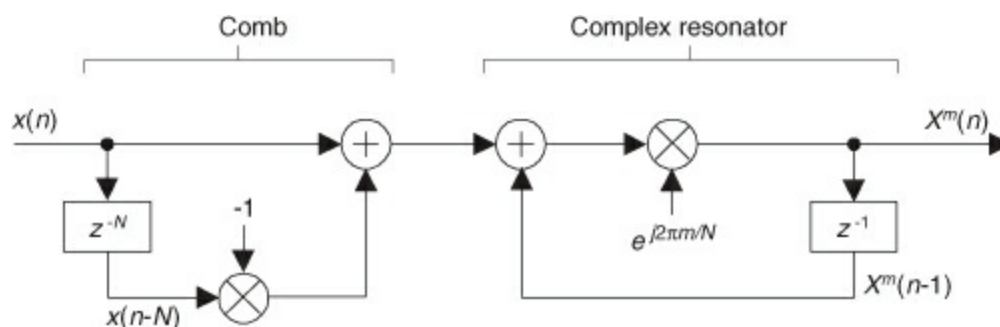 Comb
Complex resonator
x(n)
X^m(n)
+
+
z^-N
-1
e^j2πm/N
z^-1
x(n-N)
X^m(n-1)